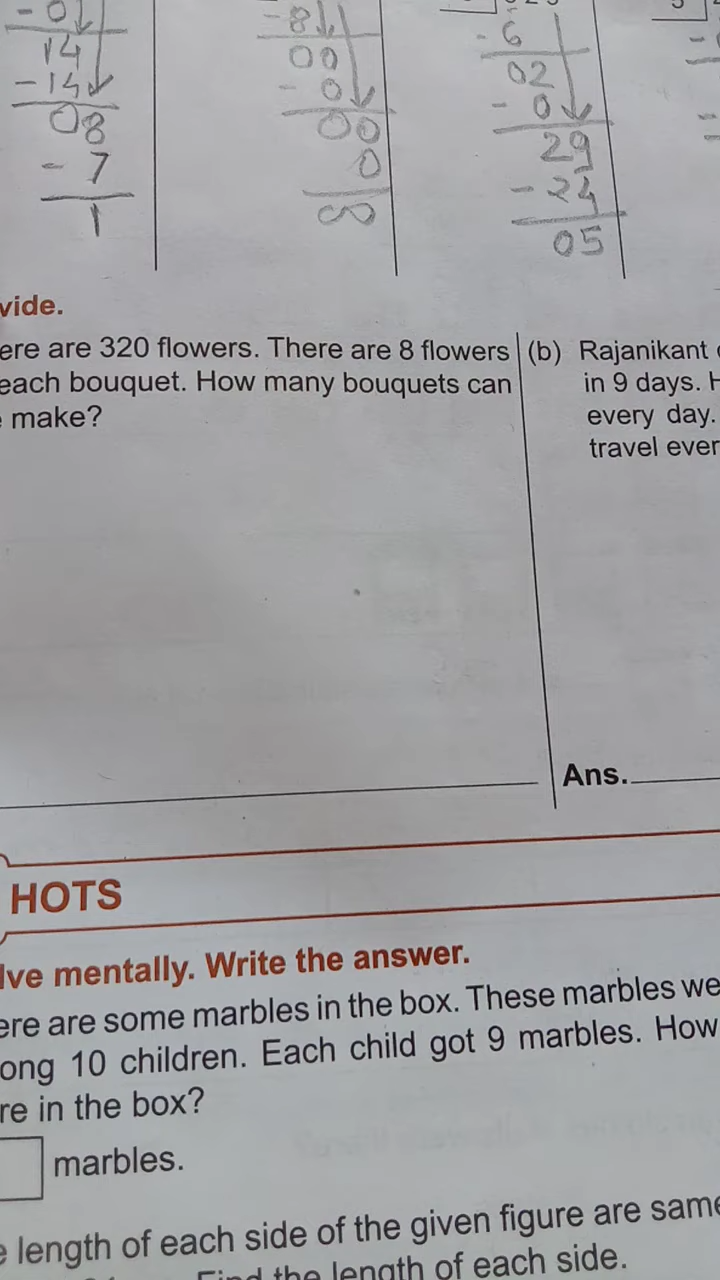 - 0
14
- 14
08
- 7
1
- 8
00
- 0
00
0
- 6
02
- 0
29
- 24
05
vide.
ere are 320 flowers. There are 8 flowers
each bouquet. How many bouquets can
make?
(b) Rajanikant
in 9 days. H
every day.
travel ever
Ans.
HOTS
lve mentally. Write the answer.
ere are some marbles in the box. These marbles we
ong 10 children. Each child got 9 marbles. How
re in the box?
marbles.
e length of each side of the given figure are same
Find the length of each side.